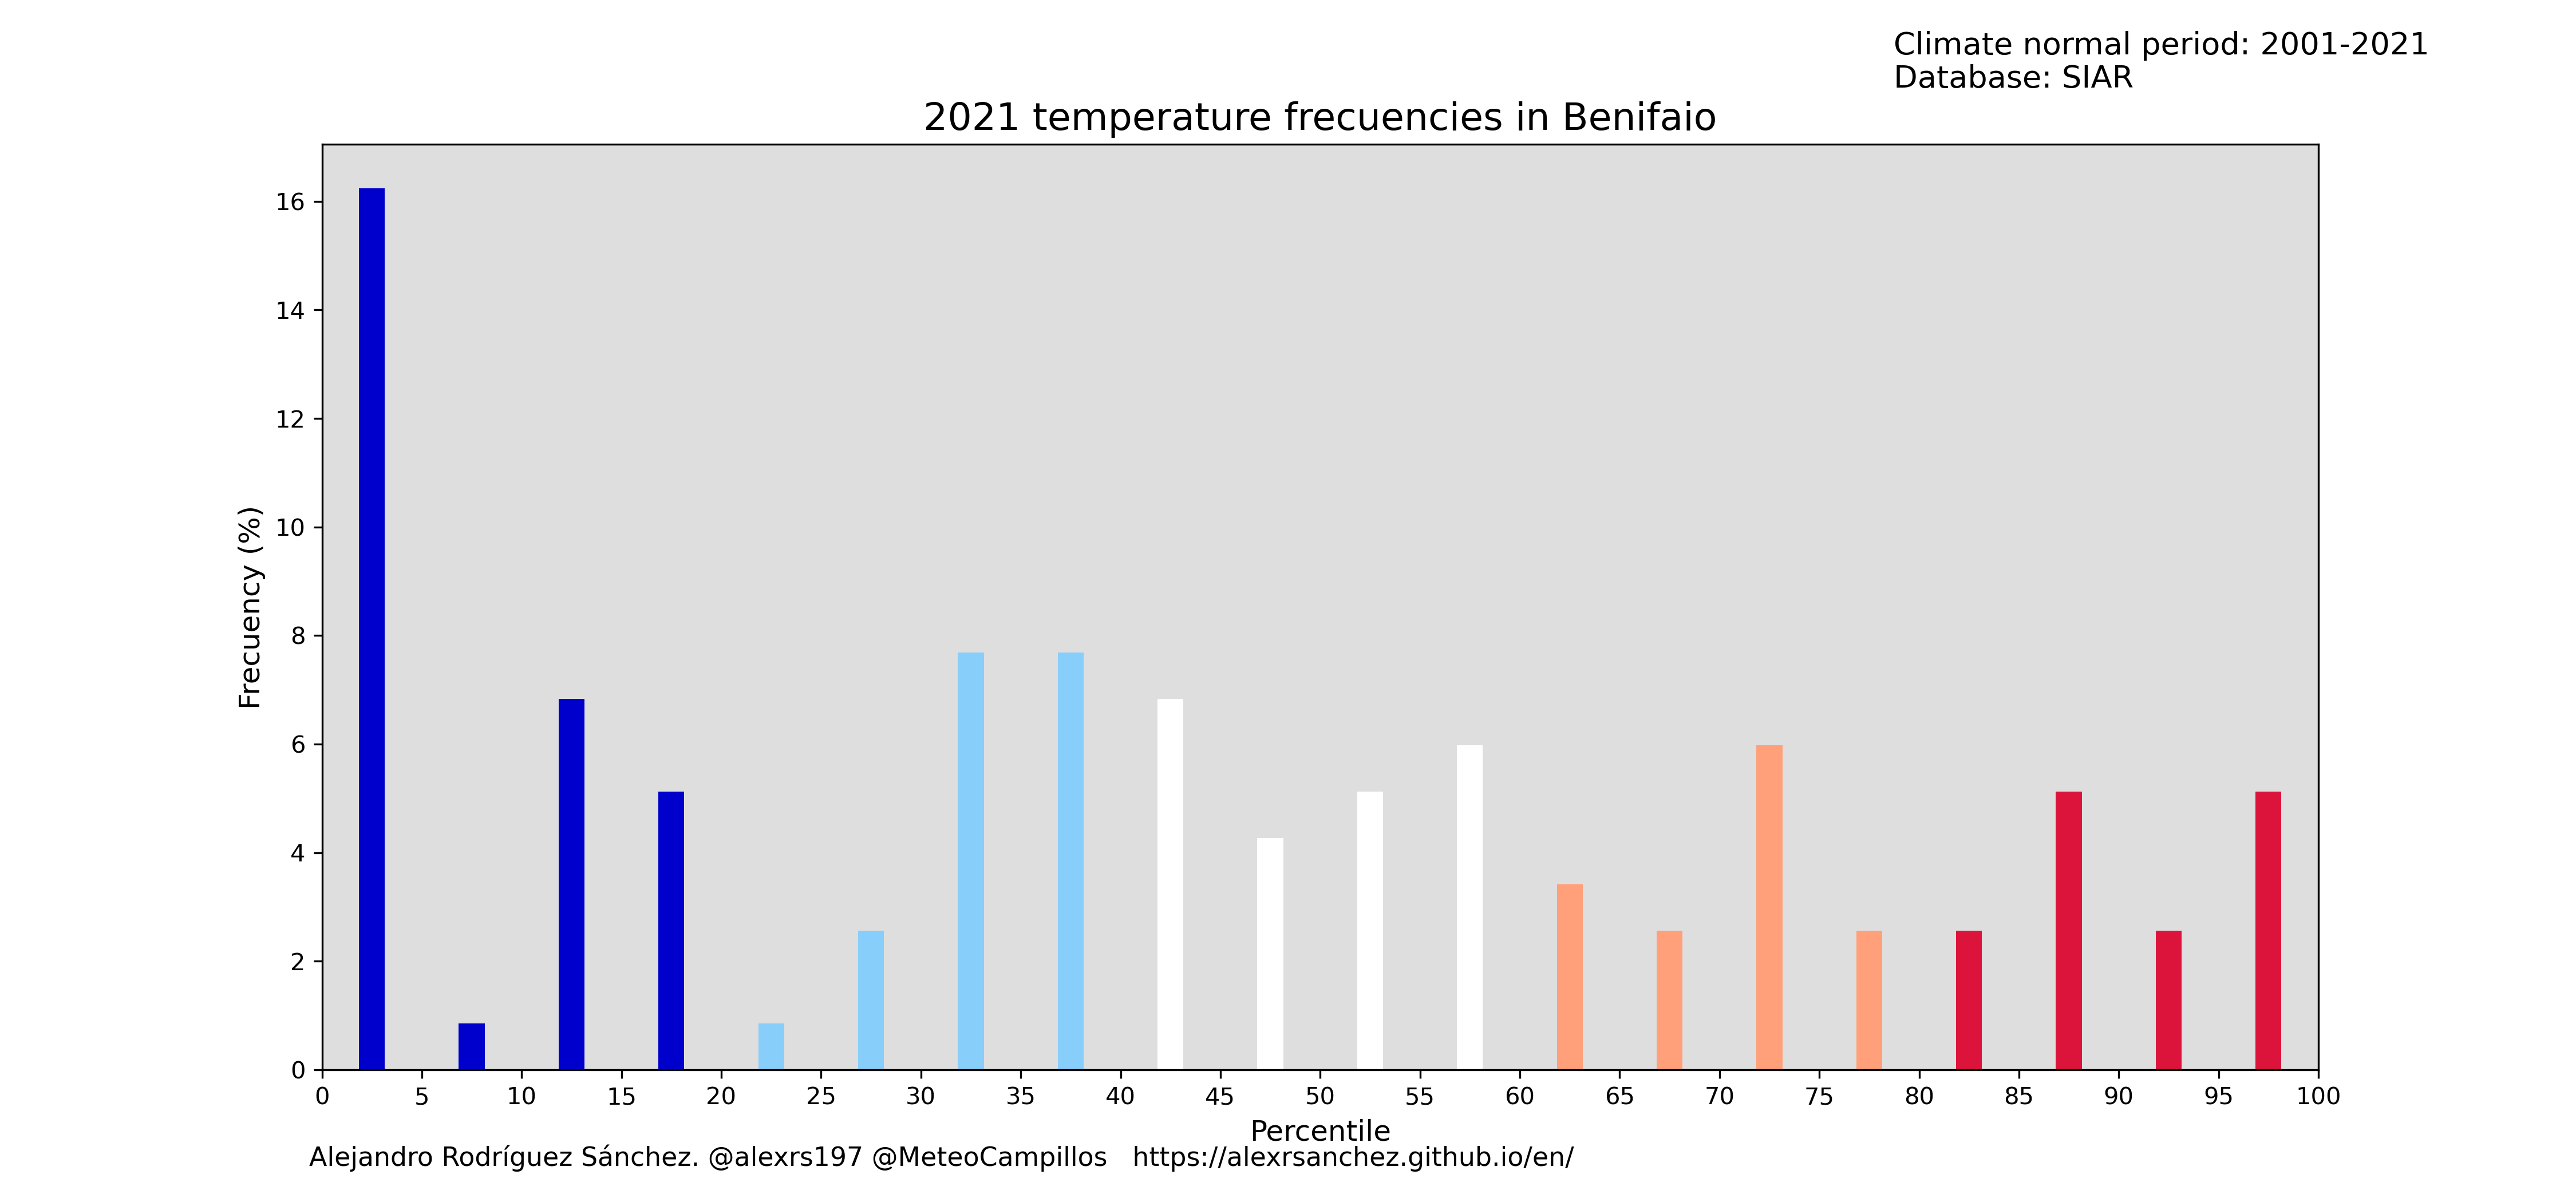 Climate normal period: 2001-2021
Database: SIAR
2021 temperature frecuencies in Benifaio
Frecuency (%)
16
14
12
10
8
6
4
2
0
0 5 10 15 20 25 30 35 40 45 50 55 60 65 70 75 80 85 90 95 100
Percentile
Alejandro Rodríguez Sánchez. @alexrs197 @MeteoCampillos https://alexrsanchez.github.io/en/